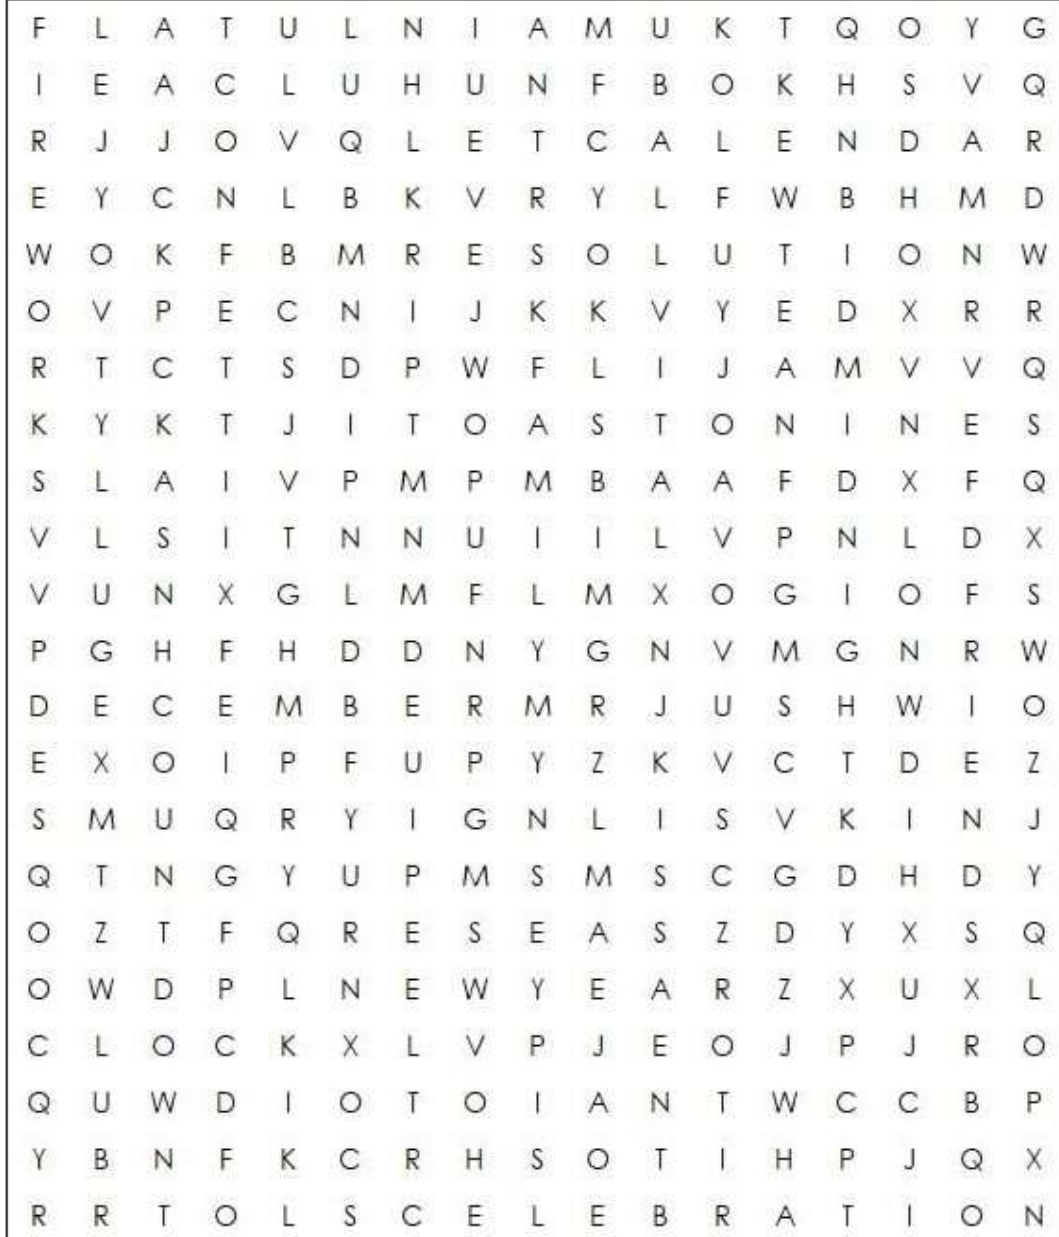 F L A T U L N I A M U K T Q O Y G
I E A C L U H U N F B O K H S V Q
R J J O V Q L E T C A L E N D A R
E Y C N L B K V R Y L F W B H M D
W O K F B M R E S O L U T I O N W
O V P E C N I J K K V Y E D X R R
R T C T S D P W F L I J A M V V Q
K Y K T J I T O A S T O N I N E S
S L A I V P M P M B A A F D X F Q
V L S I T N N U I I L V P N L D X
V U N X G L M F L M X O G I O F S
P G H F H D D N Y G N V M G N R W
D E C E M B E R M R J U S H W I O
E X O I P F U P Y Z K V C T D E Z
S M U Q R Y I G N L I S V K I N J
Q T N G Y U P M S M S C G D H D Y
O Z T F Q R E S E A S Z D Y X S Q
O W D P L N E W Y E A R Z X U X L
C L O C K X L V P J E O J P J R O
Q U W D I O T O I A N T W C C B P
Y B N F K C R H S O T I H P J Q X
R R T O L S C E L E B R A T I O N